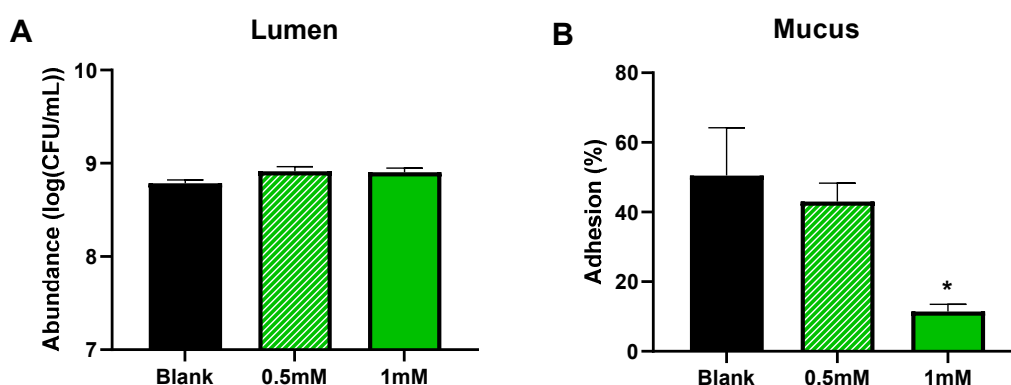 A
Lumen
Abundance (log(CFU/mL))
10
9
8
7
Blank
0.5mM
1mM
B
Mucus
Adhesion (%)
80
60
40
20
0
*
Blank
0.5mM
1mM